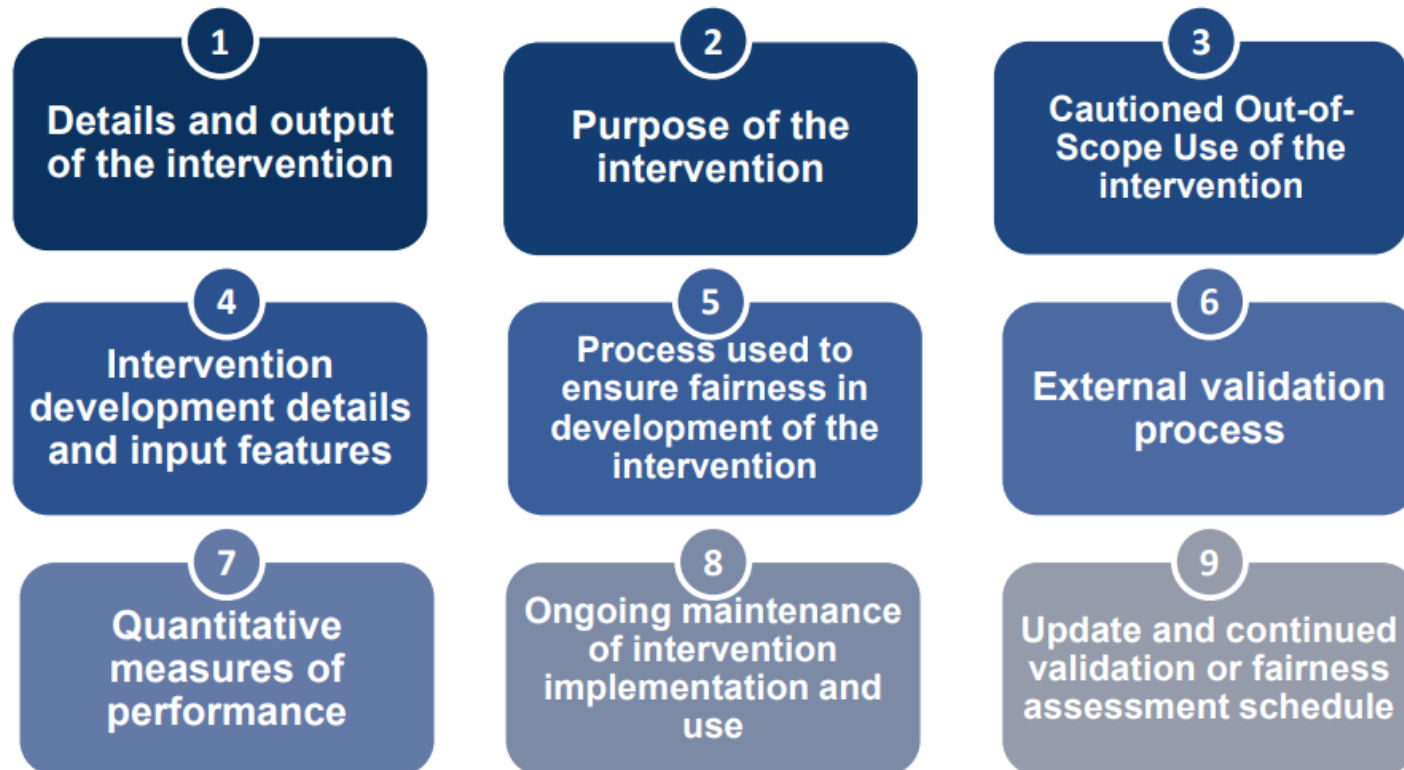 1
Details and output
of the intervention
2
Purpose of the
intervention
3
Cautioned Out-of-
Scope Use of the
intervention
4
Intervention
development details
and input features
5
Process used to
ensure fairness in
development of the
intervention
6
External validation
process
7
Quantitative
measures of
performance
8
Ongoing maintenance
of intervention
implementation and
use
9
Update and continued
validation or fairness
assessment schedule